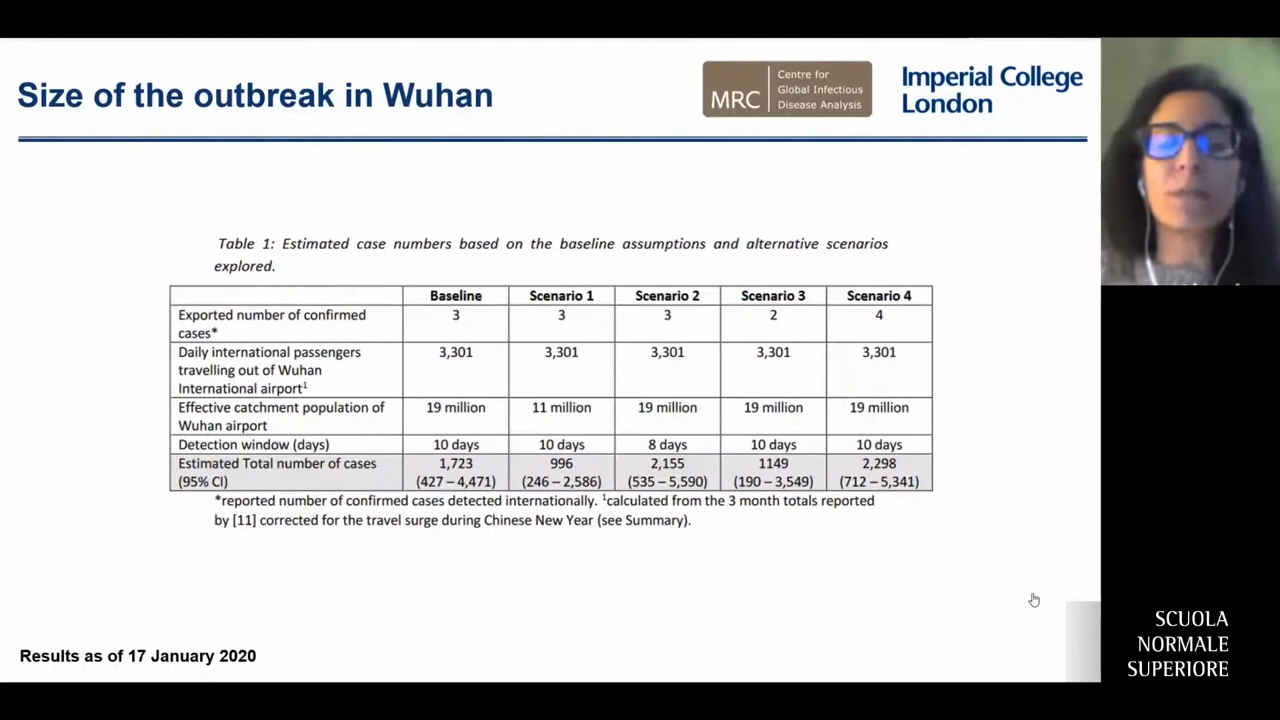 Size of the outbreak in Wuhan
MRC
Centre for
Global Infectious
Disease Analysis
Imperial College
London
Table 1: Estimated case numbers based on the baseline assumptions and alternative scenarios
explored.
Baseline Scenario 1 Scenario 2 Scenario 3 Scenario 4
Exported number of confirmed
cases* 3 3 3 2 4
Daily international passengers
travelling out of Wuhan
International airport¹ 3,301 3,301 3,301 3,301 3,301
Effective catchment population of
Wuhan airport 19 million 11 million 19 million 19 million 19 million
Detection window (days) 10 days 10 days 8 days 10 days 10 days
Estimated Total number of cases 1,723 996 2,155 1149 2,298
(95% CI) (427 – 4,471) (246 – 2,586) (535 – 5,590) (190 – 3,549) (712 – 5,341)
*reported number of confirmed cases detected internationally. ¹calculated from the 3 month totals reported
by [11] corrected for the travel surge during Chinese New Year (see Summary).
Results as of 17 January 2020
SCUOLA
NORMALE
SUPERIORE